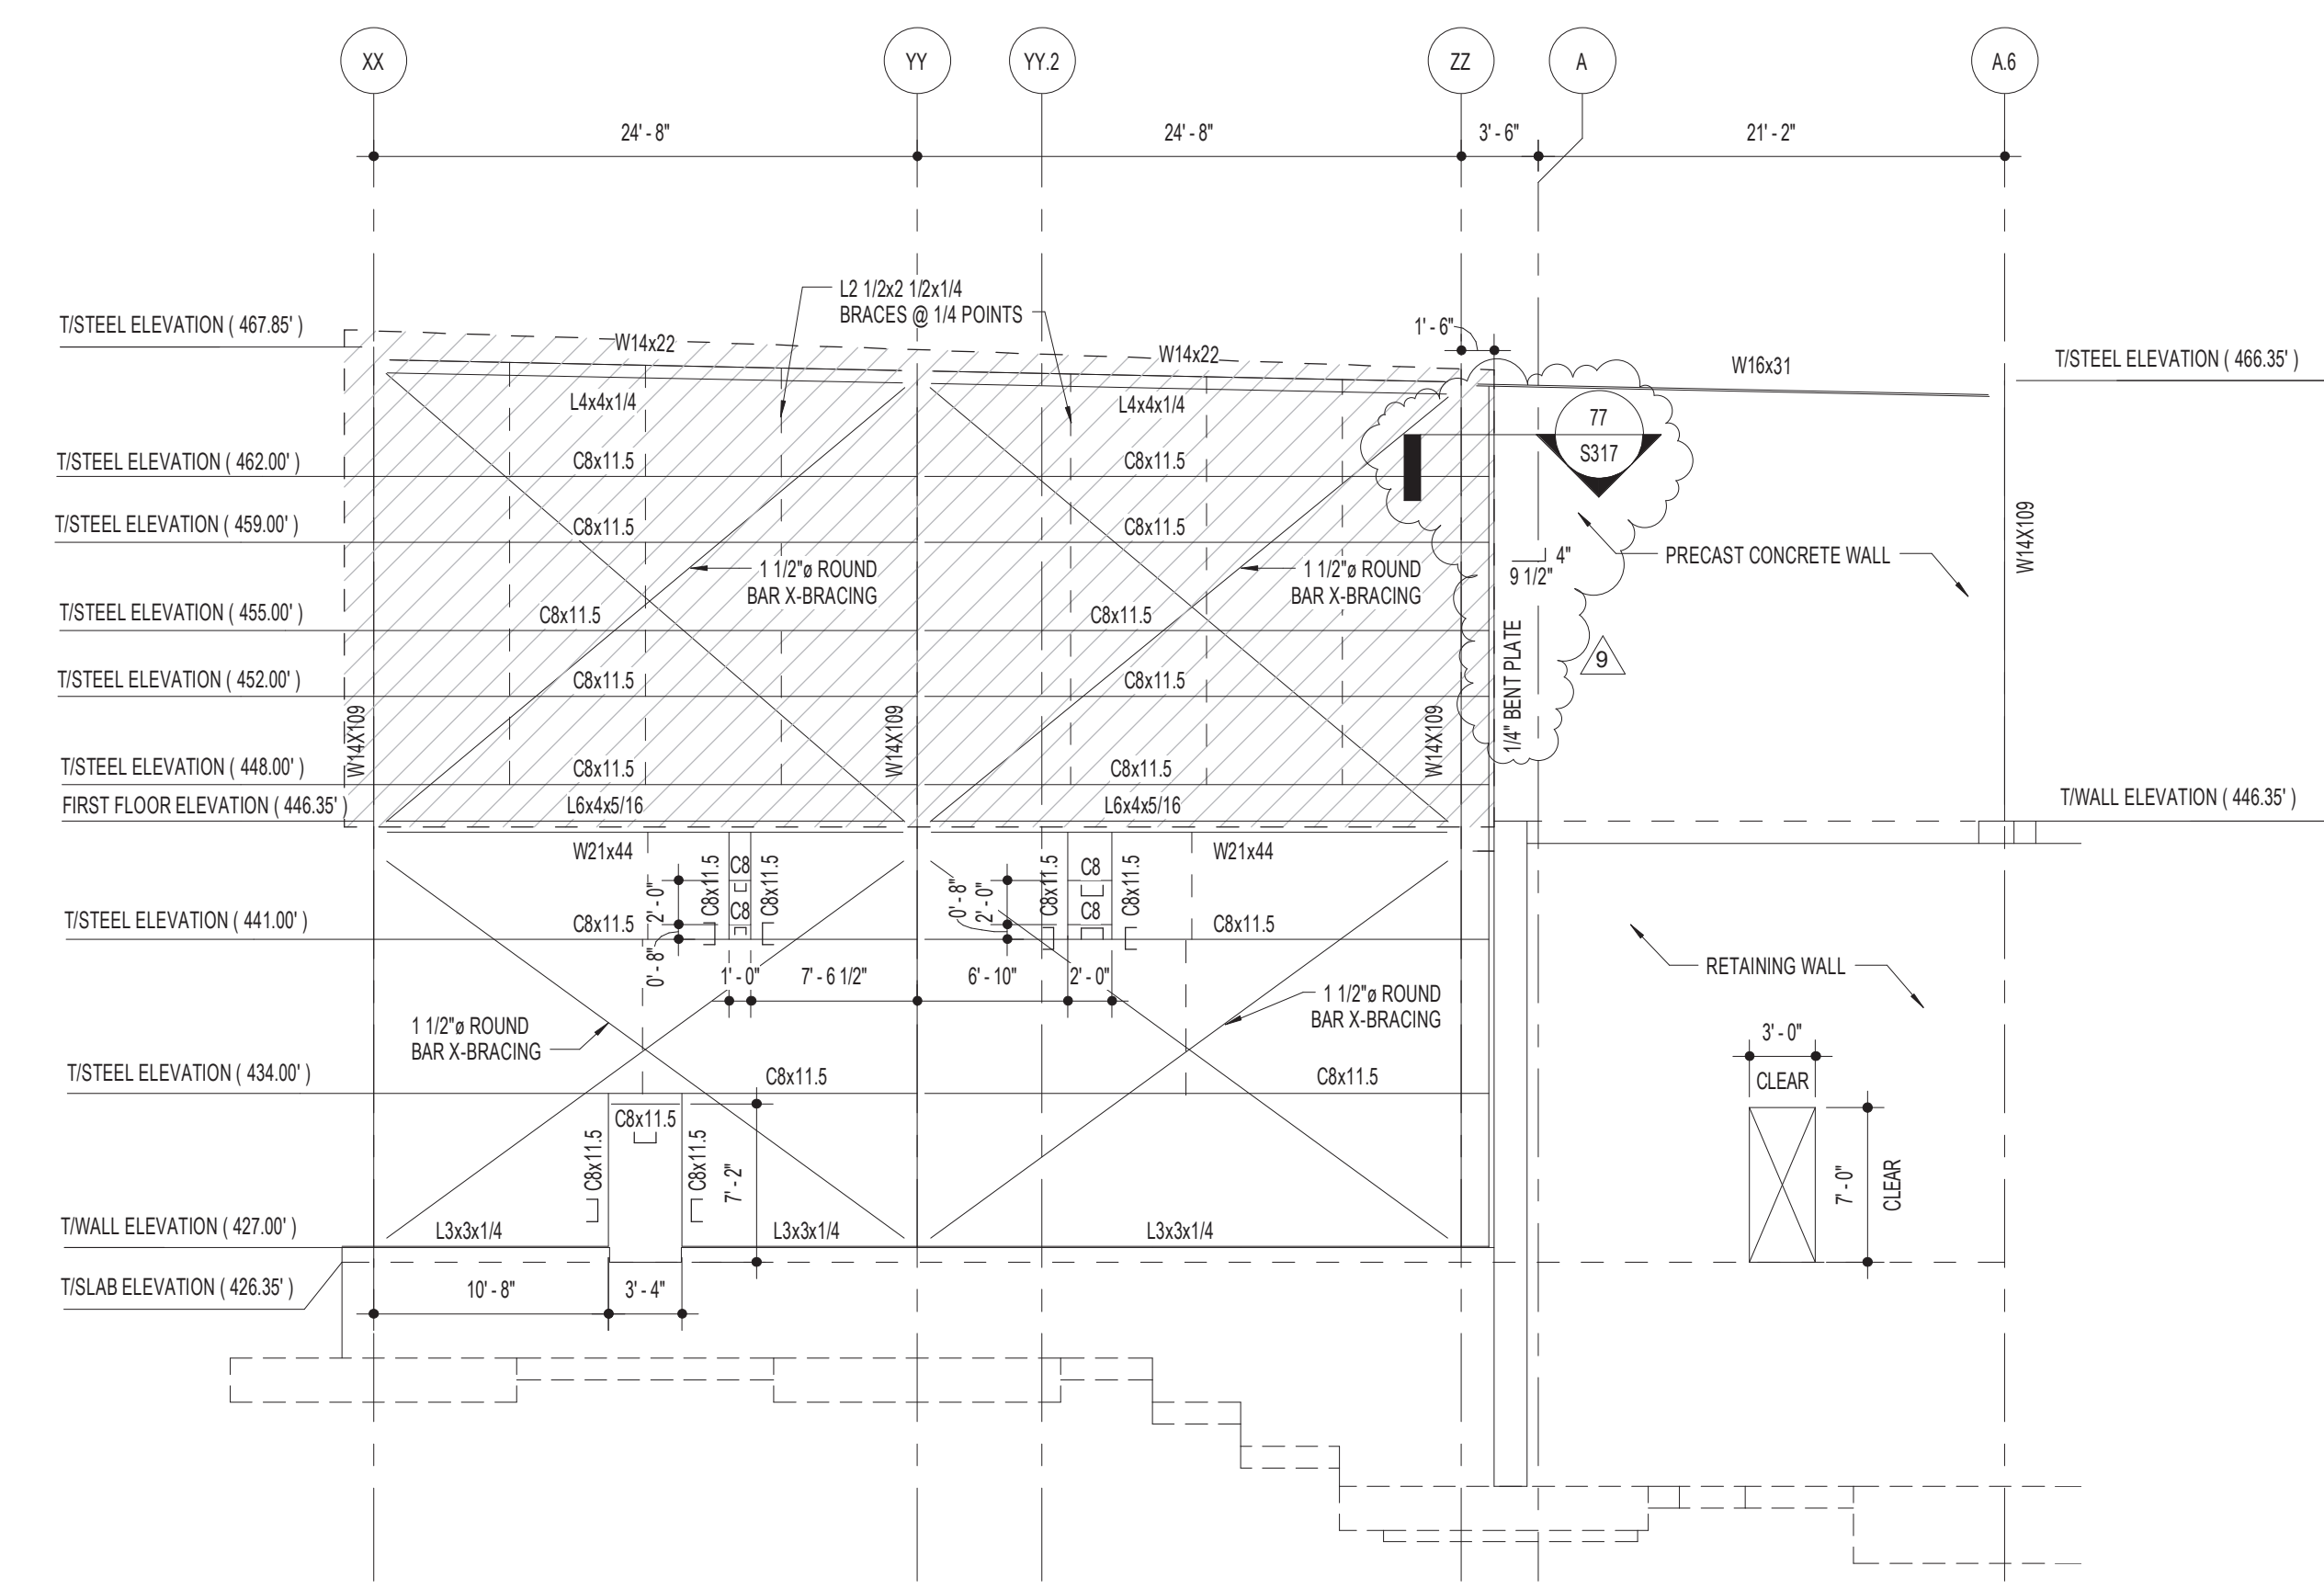 XX
YY
YY.2
ZZ
A
A.6
24' - 8"
24' - 8"
3' - 6"
21' - 2"
L2 1/2x2 1/2x1/4
BRACES @ 1/4 POINTS
T/STEEL ELEVATION ( 467.85' )
W14x22
W14x22
1' - 6"
W16x31
T/STEEL ELEVATION ( 466.35' )
L4x4x1/4
L4x4x1/4
77
S317
T/STEEL ELEVATION ( 462.00' )
C8x11.5
C8x11.5
T/STEEL ELEVATION ( 459.00' )
C8x11.5
C8x11.5
1 1/2"ø ROUND
BAR X-BRACING
1 1/2"ø ROUND
BAR X-BRACING
4"
9 1/2"
PRECAST CONCRETE WALL
W14X109
T/STEEL ELEVATION ( 455.00' )
C8x11.5
C8x11.5
9
T/STEEL ELEVATION ( 452.00' )
C8x11.5
C8x11.5
1/4" BENT PLATE
W14X109
W14X109
W14X109
T/STEEL ELEVATION ( 448.00' )
C8x11.5
C8x11.5
FIRST FLOOR ELEVATION ( 446.35' )
L6x4x5/16
L6x4x5/16
T/WALL ELEVATION ( 446.35' )
W21x44
C8
C8x11.5
C8x11.5
C8
2' - 0"
0' - 8"
0' - 8"
2' - 0"
C8x11.5
C8
C8
C8x11.5
W21x44
T/STEEL ELEVATION ( 441.00' )
C8x11.5
C8x11.5
1' - 0"
7' - 6 1/2"
6' - 10"
2' - 0"
RETAINING WALL
1 1/2"ø ROUND
BAR X-BRACING
1 1/2"ø ROUND
BAR X-BRACING
3' - 0"
CLEAR
T/STEEL ELEVATION ( 434.00' )
C8x11.5
C8x11.5
C8x11.5
C8x11.5
C8x11.5
7' - 2"
7' - 0"
CLEAR
T/WALL ELEVATION ( 427.00' )
L3x3x1/4
L3x3x1/4
L3x3x1/4
T/SLAB ELEVATION ( 426.35' )
10' - 8"
3' - 4"